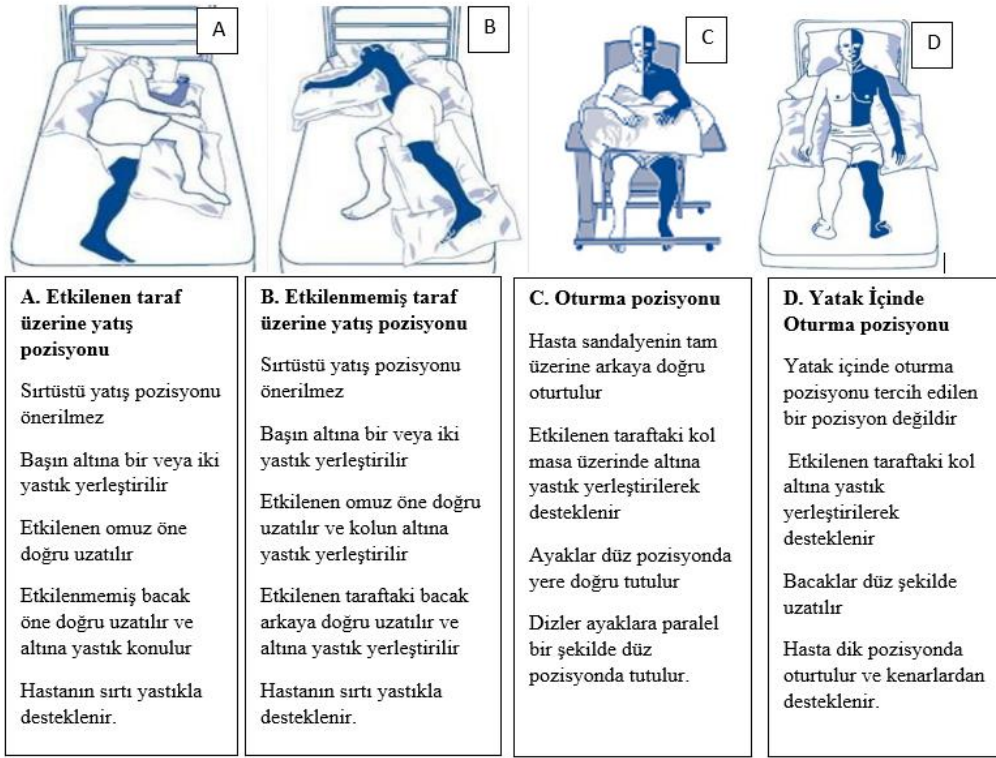 A
B
C
D
A. Etkilenen taraf
üzerine yatış
pozisyonu
Sırtüstü yatış pozisyonu
önerilmez
Başın altına bir veya iki
yastık yerleştirilir
Etkilenen omuz öne
doğru uzatılır
Etkilenmemiş bacak
öne doğru uzatılır ve
altına yastık konulur
Hastanın sırtı yastıkla
desteklenir.
B. Etkilenmemiş taraf
üzerine yatış pozisyonu
Sırtüstü yatış pozisyonu
önerilmez
Başın altına bir veya iki
yastık yerleştirilir
Etkilenen omuz öne doğru
uzatılır ve kolun altına
yastık yerleştirilir
Etkilenen taraftaki bacak
arkaya doğru uzatılır ve
altına yastık yerleştirilir
Hastanın sırtı yastıkla
desteklenir.
C. Oturma pozisyonu
Hasta sandalyenin tam
üzerine arkaya doğru
oturtulur
Etkilenen taraftaki kol
masa üzerinde altına
yastık yerleştirilerek
desteklenir
Ayaklar düz pozisyonda
yere doğru tutulur
Dizler ayaklara paralel
bir şekilde düz
pozisyonda tutulur.
D. Yatak İçinde
Oturma pozisyonu
Yatak içinde oturma
pozisyonu tercih edilen
bir pozisyon değildir
Etkilenen taraftaki kol
altına yastık
yerleştirilerek
desteklenir
Bacaklar düz şekilde
uzatılır
Hasta dik pozisyonda
oturtulur ve kenarlardan
desteklenir.